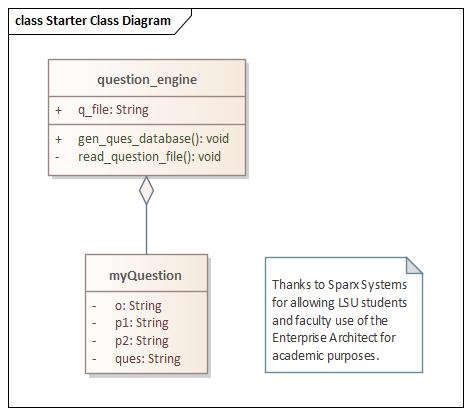 class Starter Class Diagram
question_engine
+ q_file: String
+ gen_ques_database(): void
- read_question_file(): void
myQuestion
- o: String
- p1: String
- p2: String
- ques: String
Thanks to Sparx Systems
for allowing LSU students
and faculty use of the
Enterprise Architect for
academic purposes.